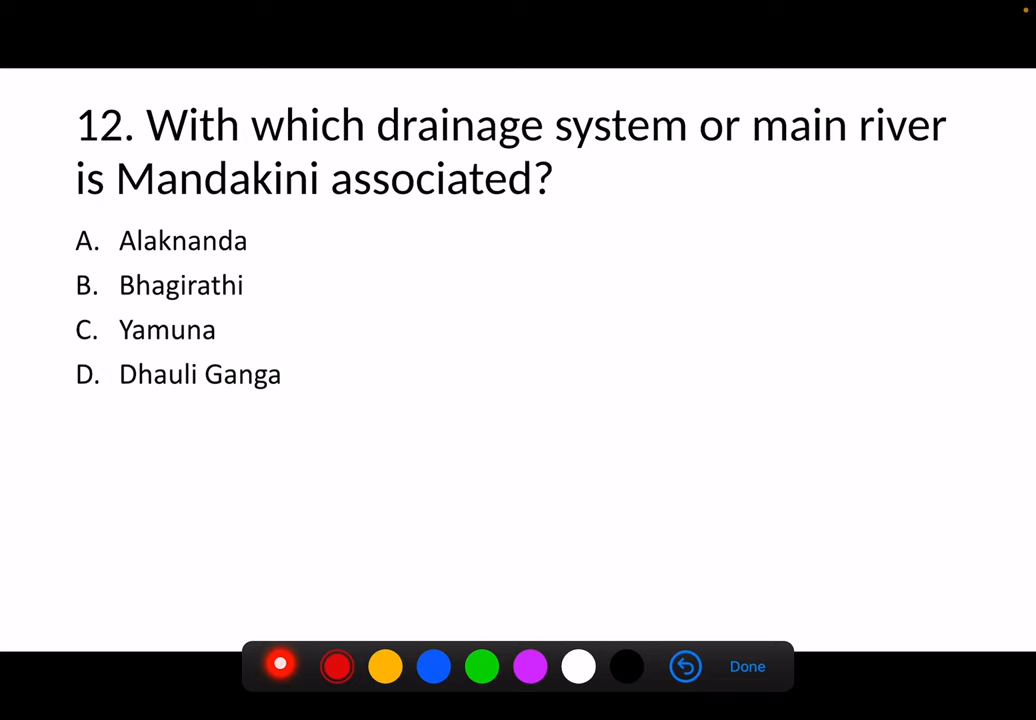 12. With which drainage system or main river
is Mandakini associated?
A. Alaknanda
B. Bhagirathi
C. Yamuna
D. Dhauli Ganga
Done